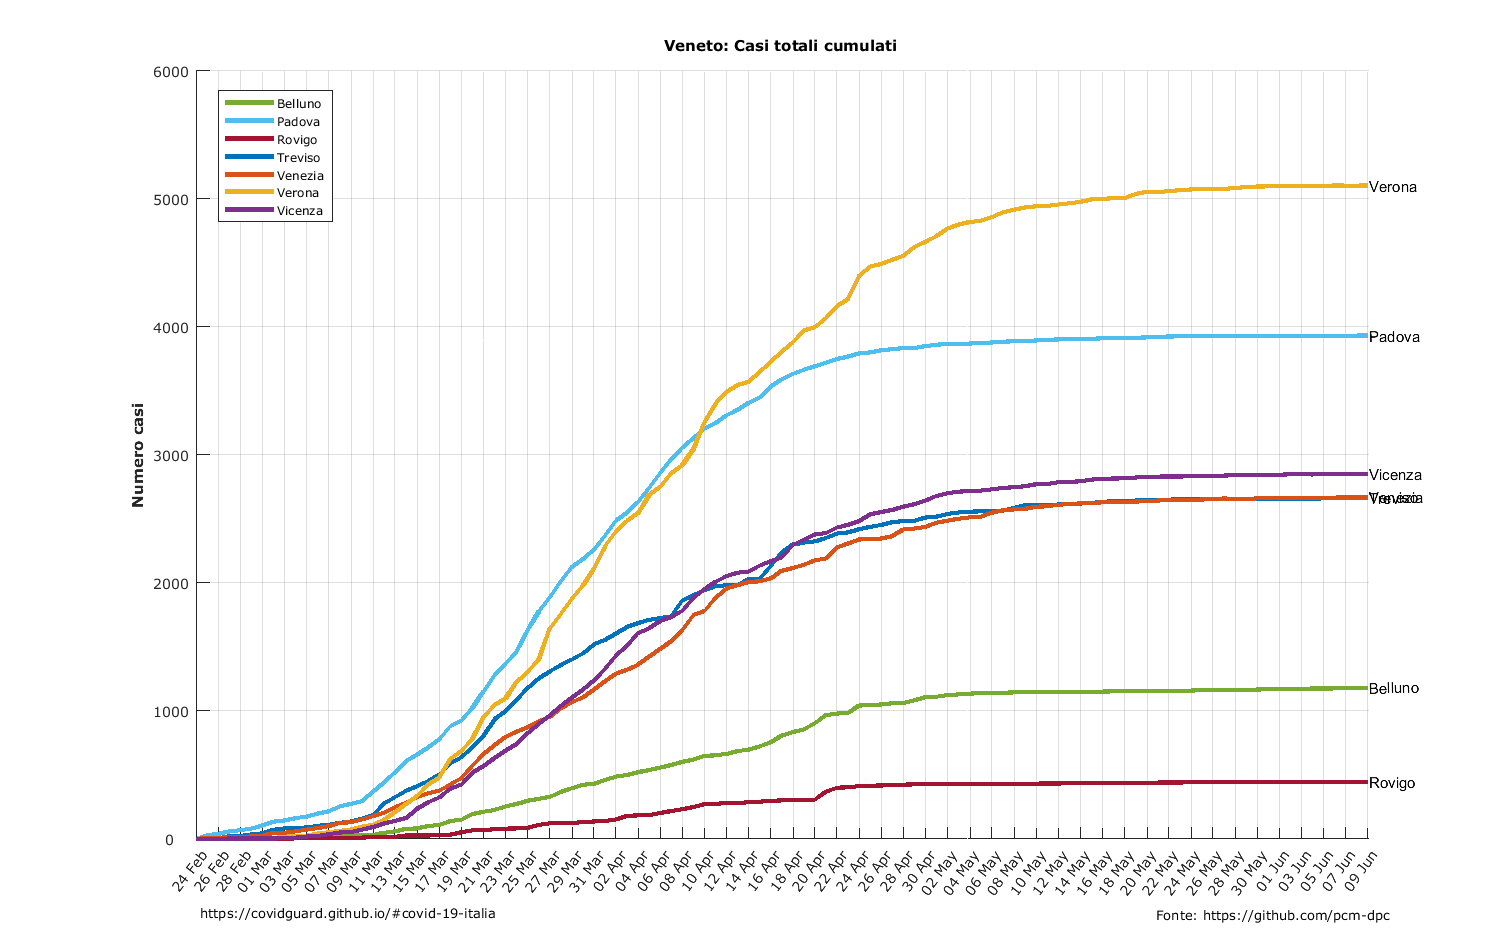 Veneto: Casi totali cumulati
6000
5000
4000
3000
2000
1000
0
Numero casi
Belluno
Padova
Rovigo
Treviso
Venezia
Verona
Vicenza
Verona
Padova
Vicenza
Venezia
Treviso
Belluno
Rovigo
24 Feb
26 Feb
28 Feb
01 Mar
03 Mar
05 Mar
07 Mar
09 Mar
11 Mar
13 Mar
15 Mar
17 Mar
19 Mar
21 Mar
23 Mar
25 Mar
27 Mar
29 Mar
31 Mar
02 Apr
04 Apr
06 Apr
08 Apr
10 Apr
12 Apr
14 Apr
16 Apr
18 Apr
20 Apr
22 Apr
24 Apr
26 Apr
28 Apr
30 Apr
02 May
04 May
06 May
08 May
10 May
12 May
14 May
16 May
18 May
20 May
22 May
24 May
26 May
28 May
30 May
01 Jun
03 Jun
05 Jun
07 Jun
09 Jun
https://covidguard.github.io/#covid-19-italia
Fonte: https://github.com/pcm-dpc